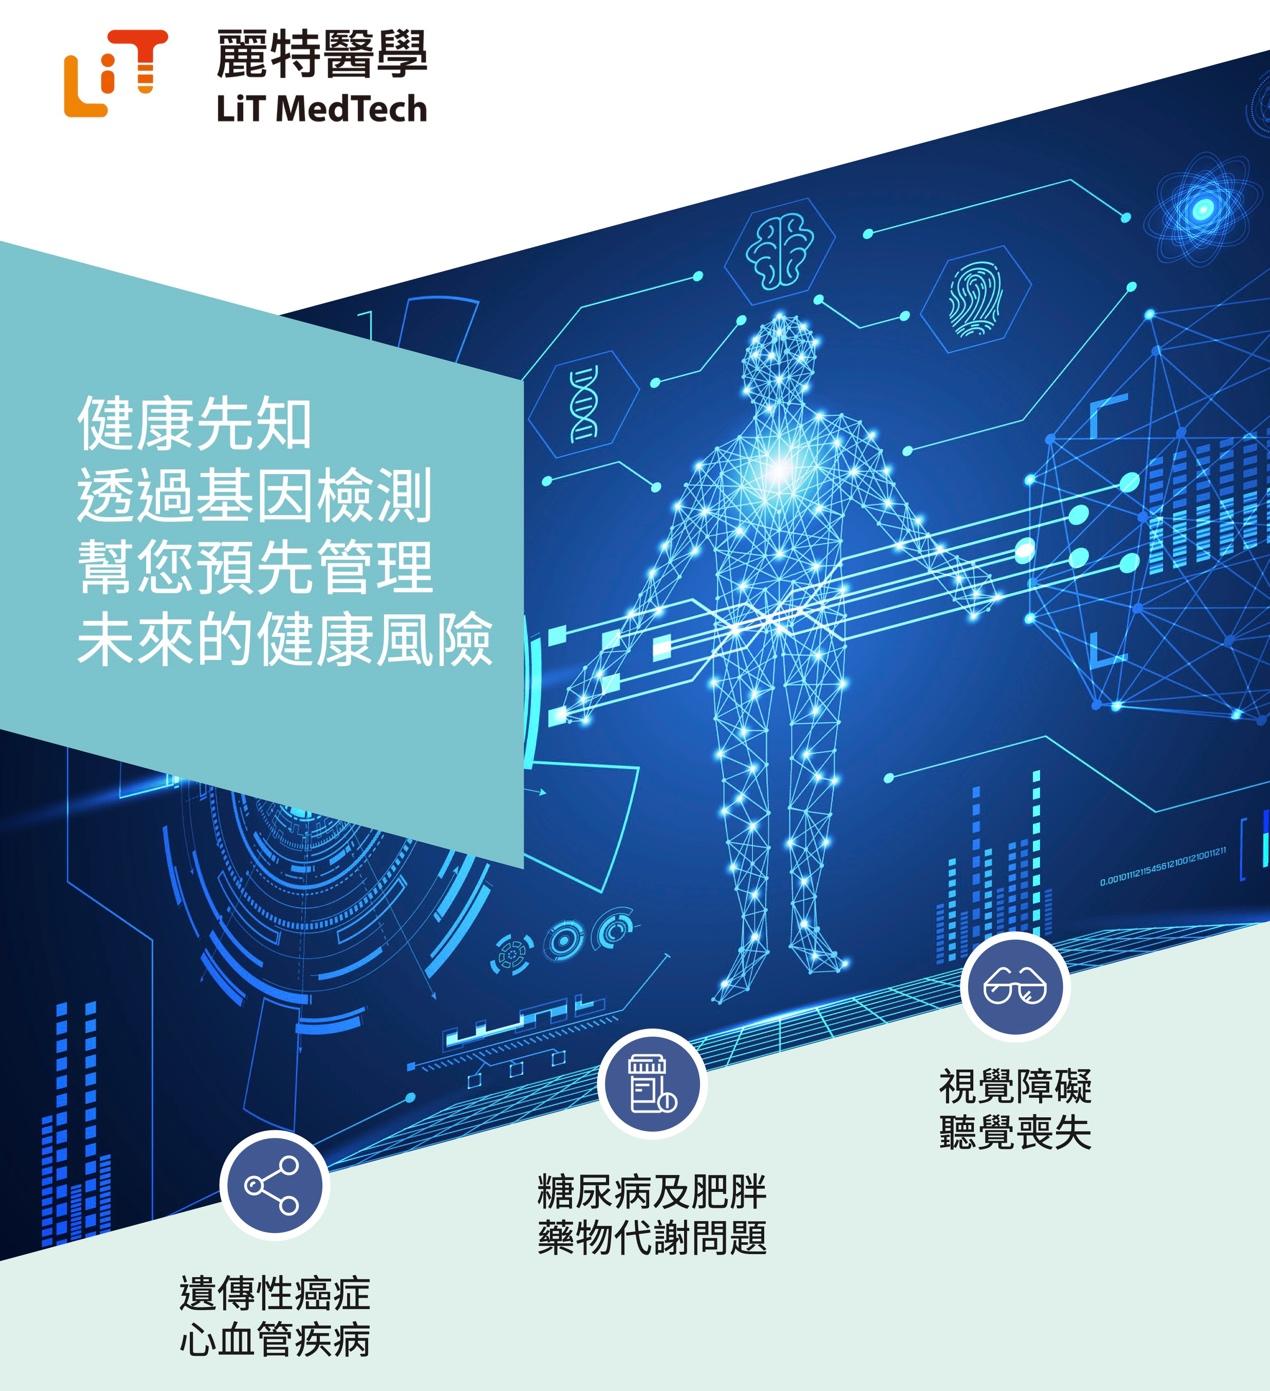 LiT
麗特醫學
LiT MedTech
健康先知
透過基因檢測
幫您預先管理
未來的健康風險
視覺障礙
聽覺喪失
糖尿病及肥胖
藥物代謝問題
遺傳性癌症
心血管疾病